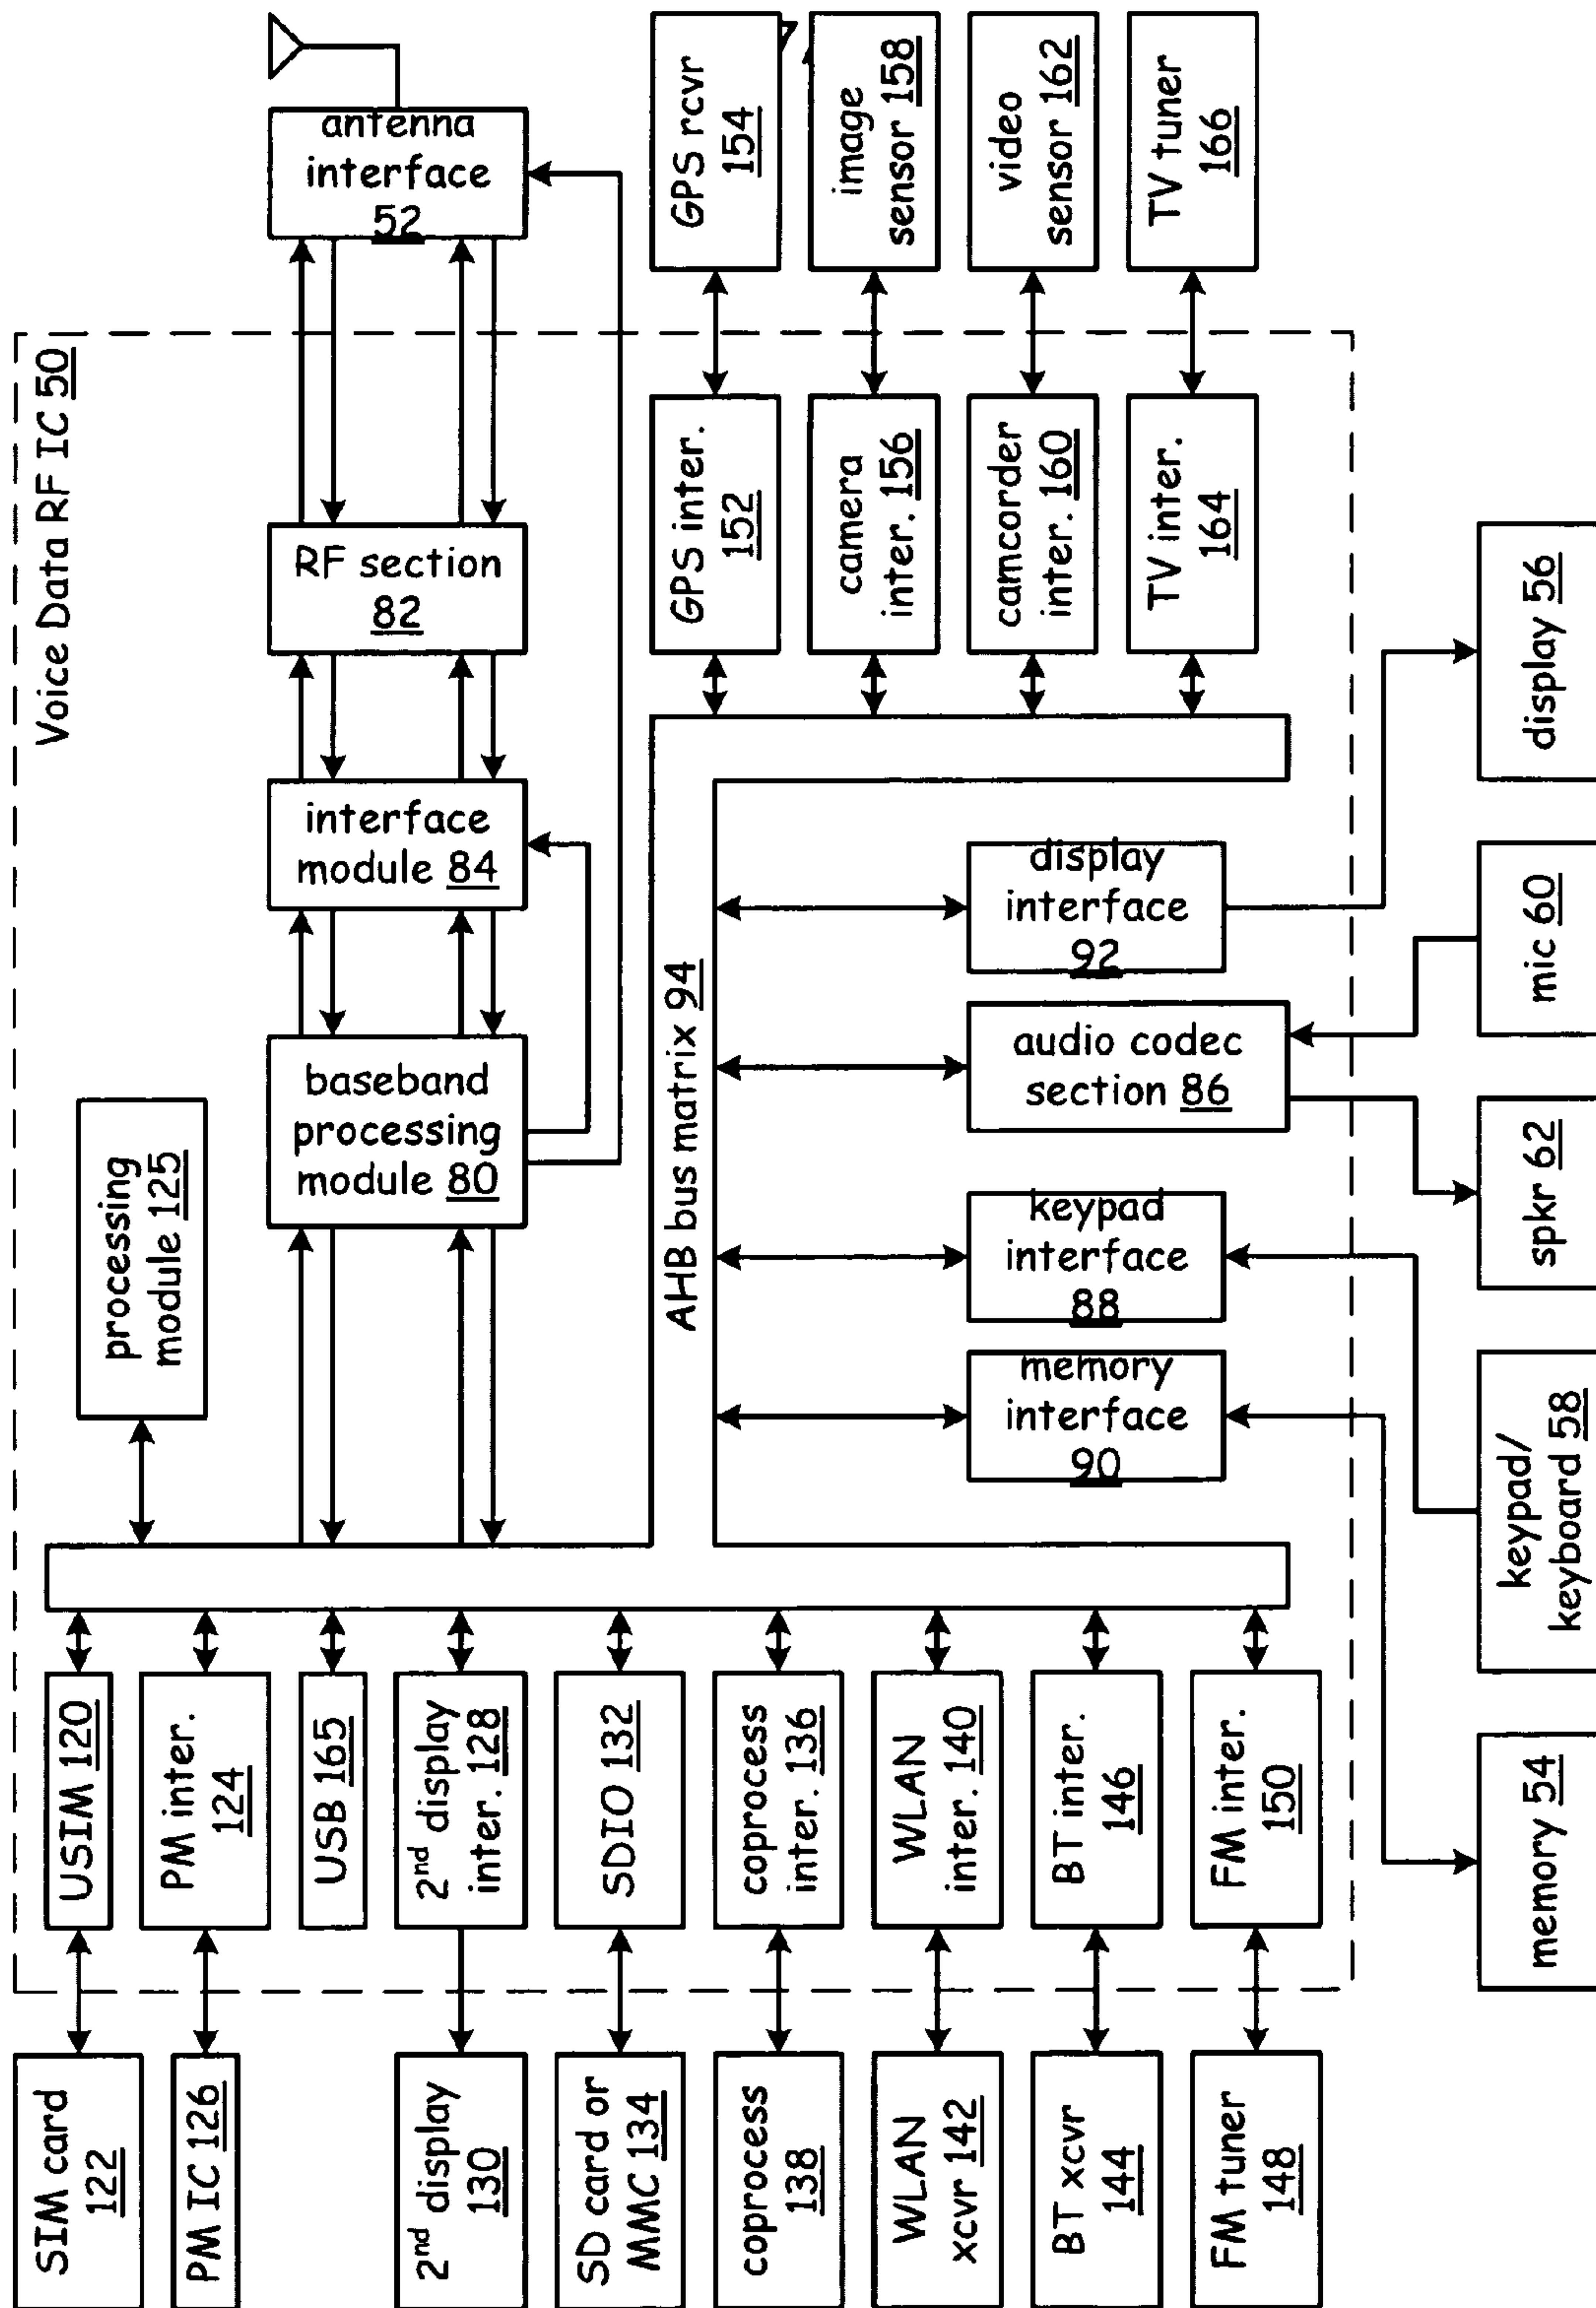 Voice Data RF IC 50
antenna
interface
52
RF section
82
interface
module 84
baseband
processing
module 80
processing
module 125
AHB bus matrix 94
GPS rcvr
154
image
sensor 158
video
sensor 162
TV tuner
166
GPS inter.
152
camera
inter. 156
camcorder
inter. 160
TV inter.
164
display
interface
92
audio codec
section 86
keypad
interface
88
memory
interface
90
display 56
mic 60
spkr 62
keypad/
keyboard 58
memory 54
USIM 120
PM inter.
124
USB 165
2nd display
inter. 128
SDIO 132
coprocess
inter. 136
WLAN
inter. 140
BT inter.
146
FM inter.
150
SIM card
122
PM IC 126
2nd display
130
SD card or
MMC 134
coprocess
138
WLAN
xcvr 142
BT xcvr
144
FM tuner
148